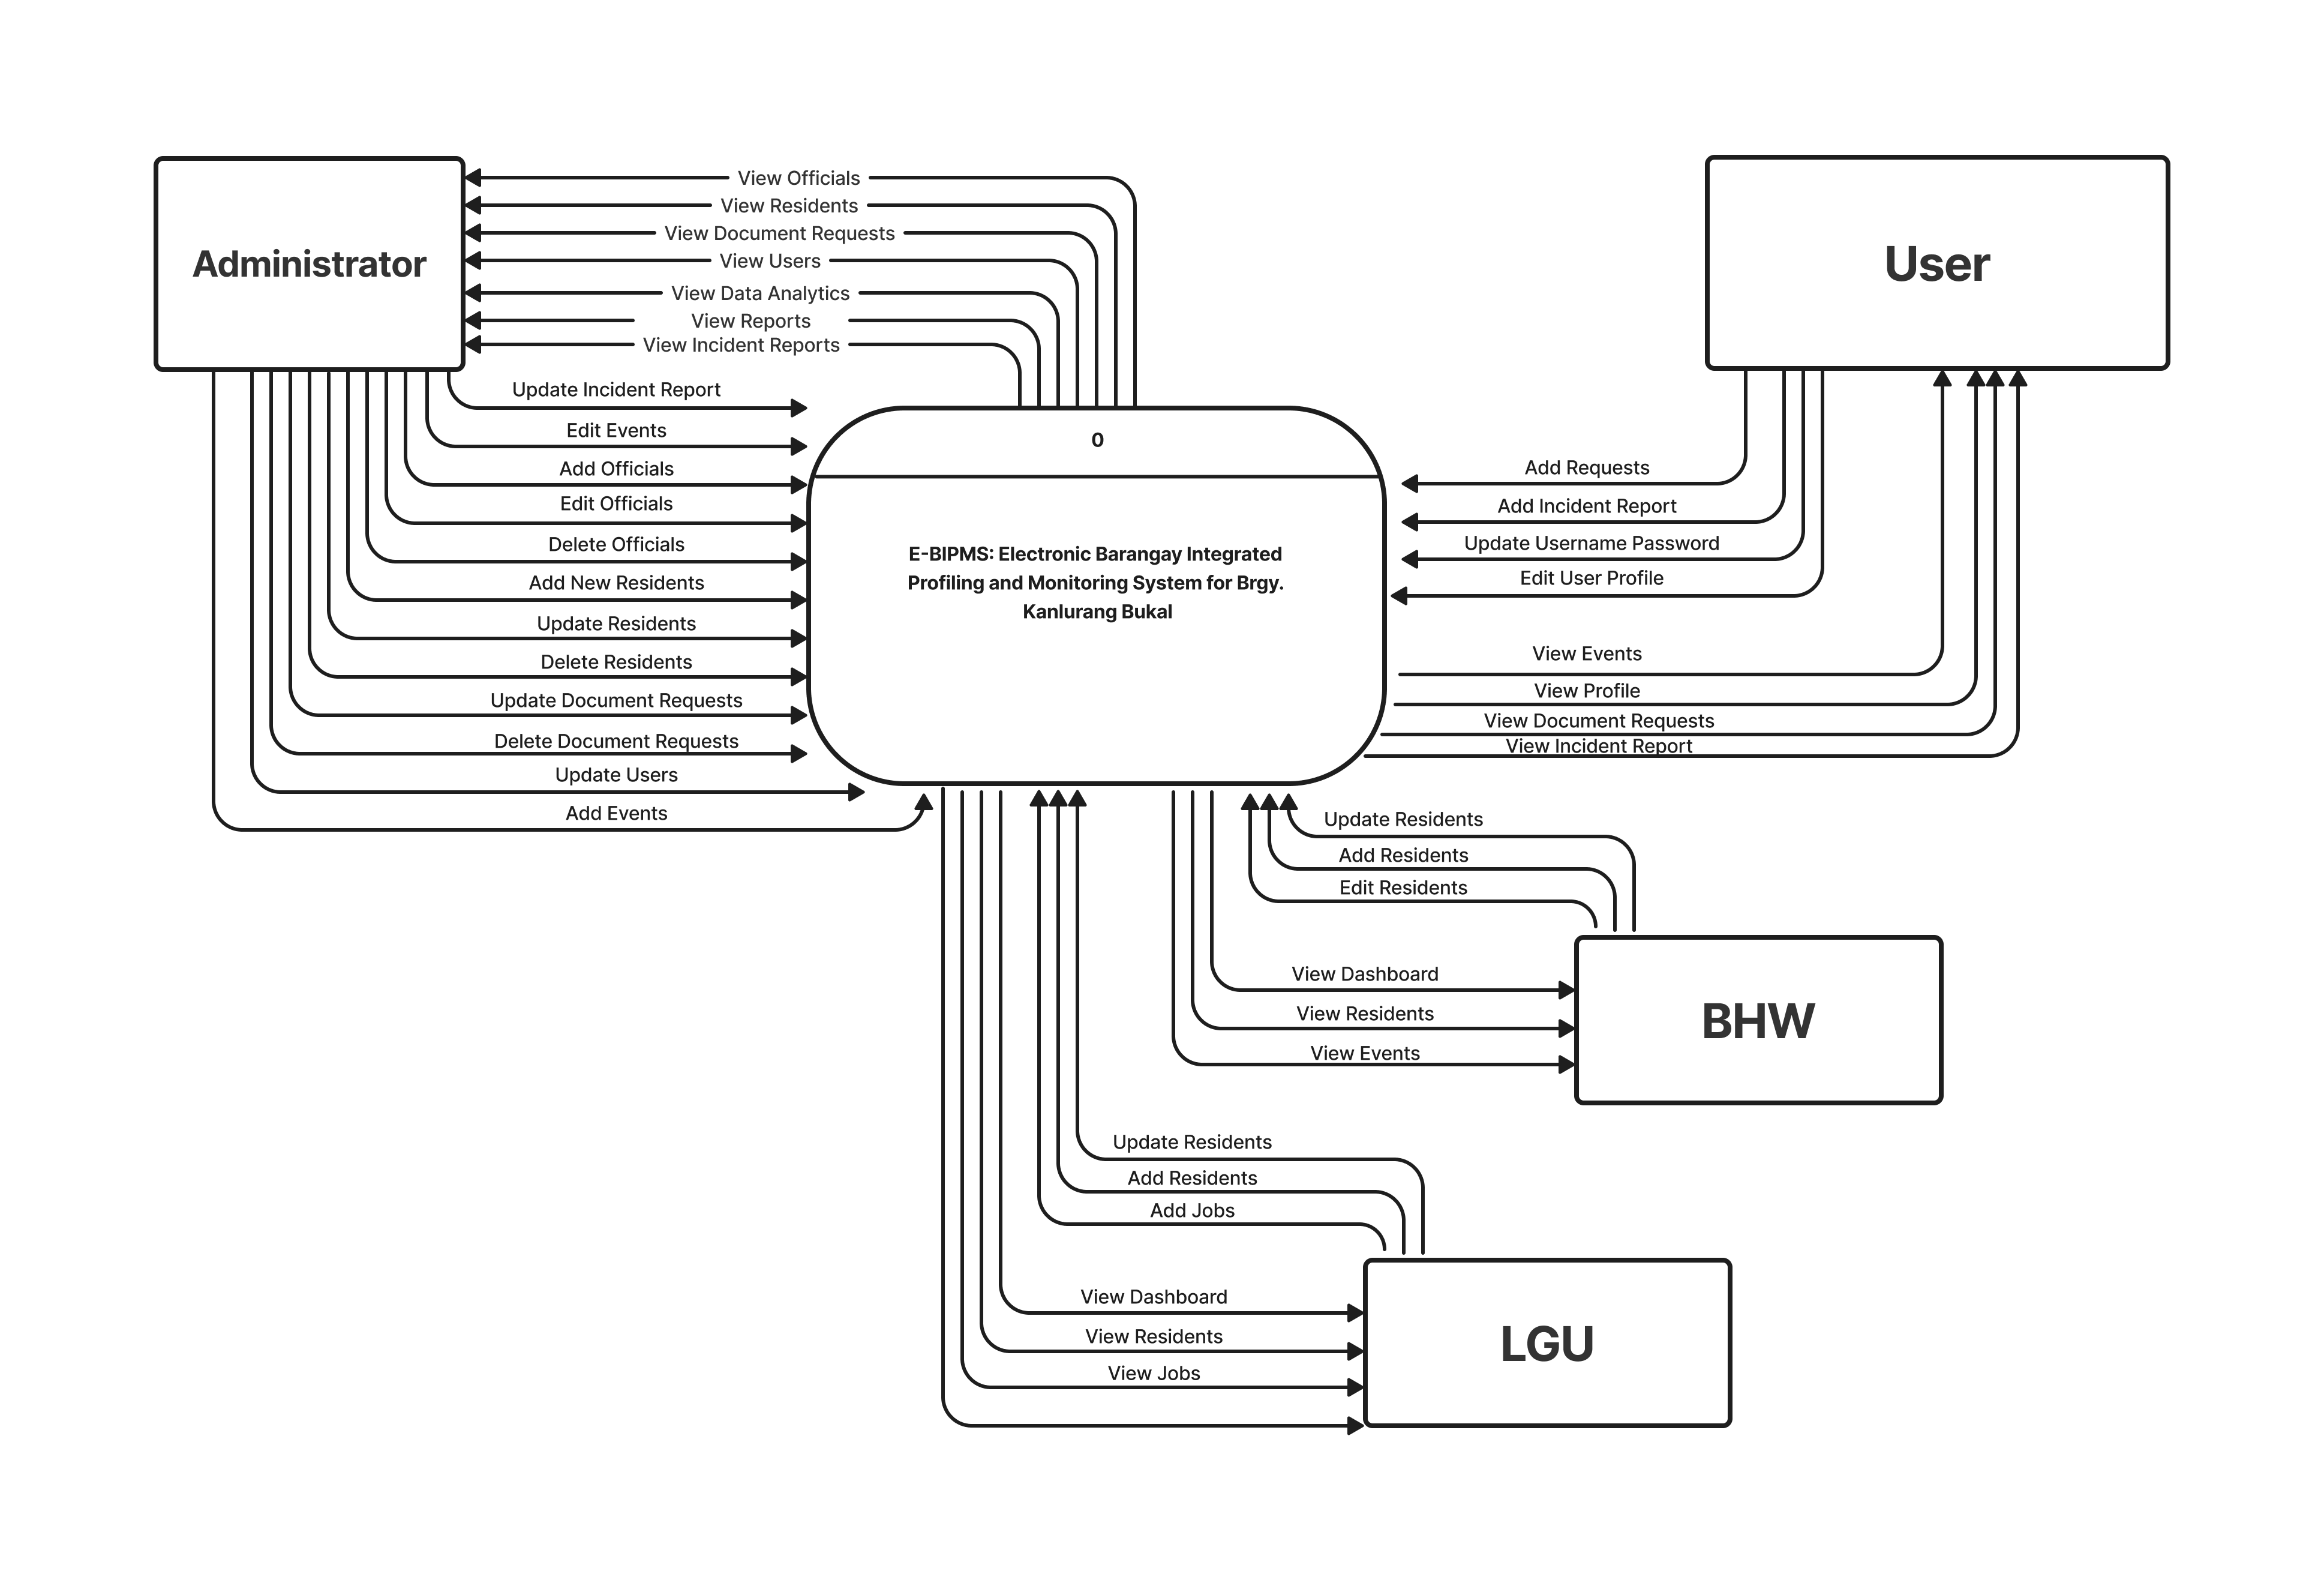 Administrator
View Officials
View Residents
View Document Requests
View Users
View Data Analytics
View Reports
View Incident Reports
User
Update Incident Report
Edit Events
Add Officials
Edit Officials
Delete Officials
Add New Residents
Update Residents
Delete Residents
Update Document Requests
Delete Document Requests
Update Users
Add Events
0
E-BIPMS: Electronic Barangay Integrated
Profiling and Monitoring System for Brgy.
Kanlurang Bukal
Add Requests
Add Incident Report
Update Username Password
Edit User Profile
View Events
View Profile
View Document Requests
View Incident Report
Update Residents
Add Residents
Edit Residents
View Dashboard
View Residents
View Events
BHW
Update Residents
Add Residents
Add Jobs
View Dashboard
View Residents
View Jobs
LGU